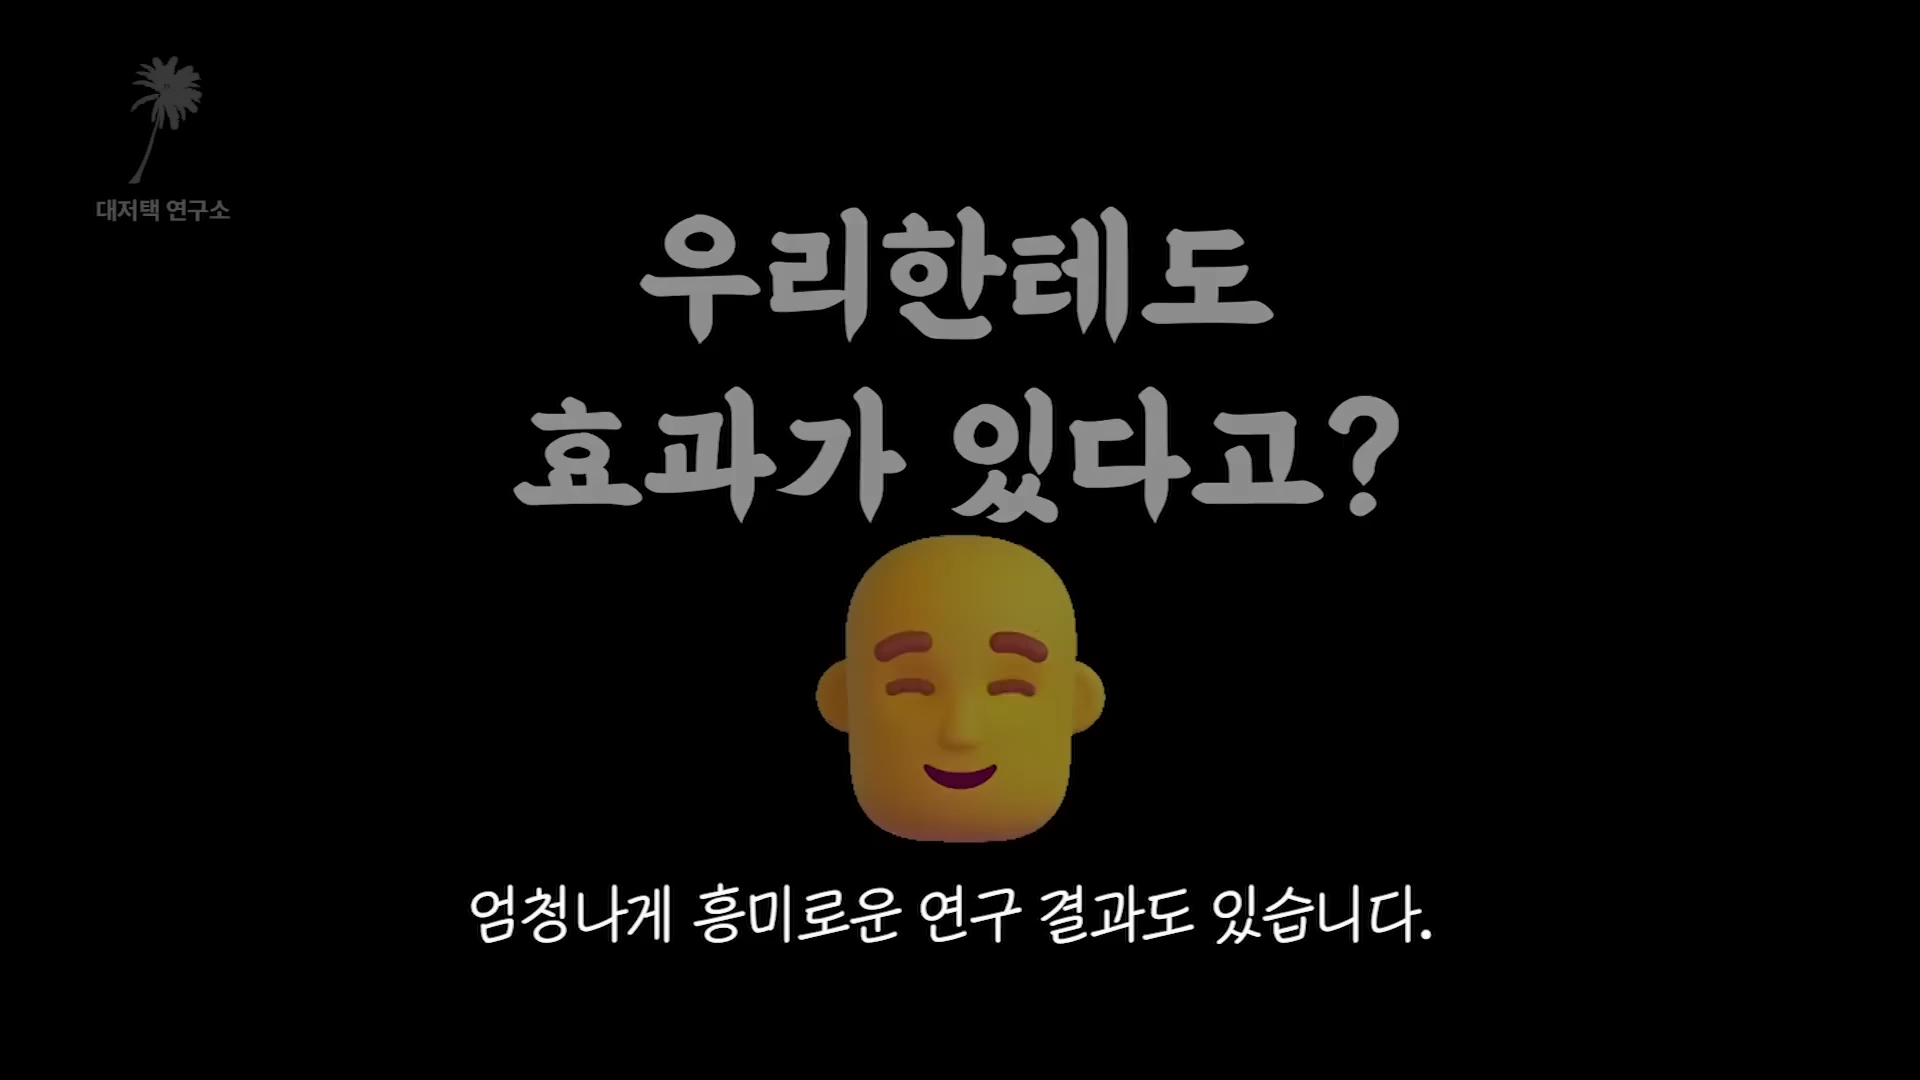 대저택 연구소
우리한테도
효과가 있다고?
엄청나게 흥미로운 연구 결과도 있습니다.